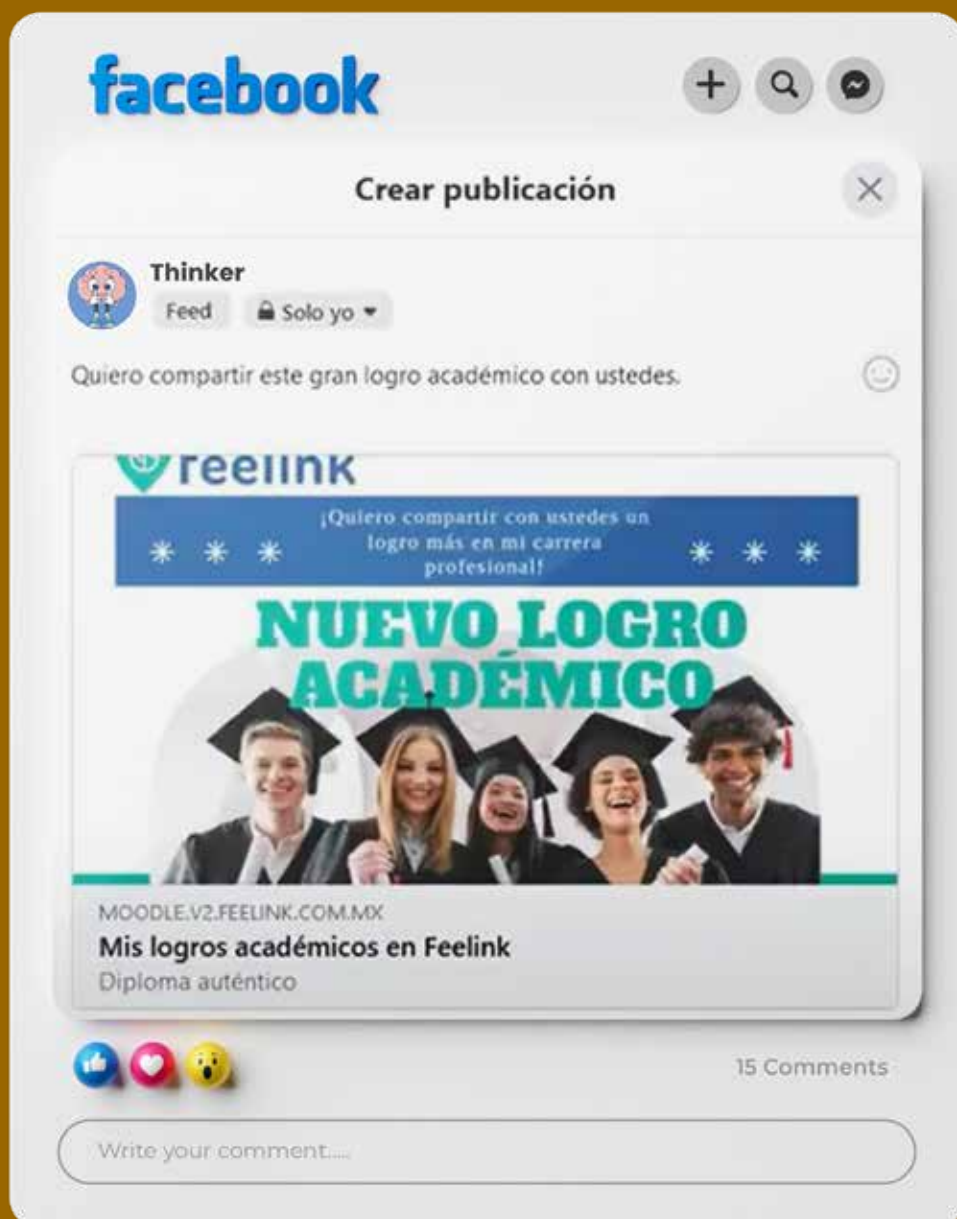 facebook
Crear publicación
Thinker
Feed
Solo yo
Quiero compartir este gran logro académico con ustedes.
feelink
¡Quiero compartir con ustedes un
logro más en mi carrera
profesional!
NUEVO LOGRO
ACADÉMICO
MOODLE.V2.FEELINK.COM.MX
Mis logros académicos en Feelink
Diploma auténtico
15 Comments
Write your comment.....